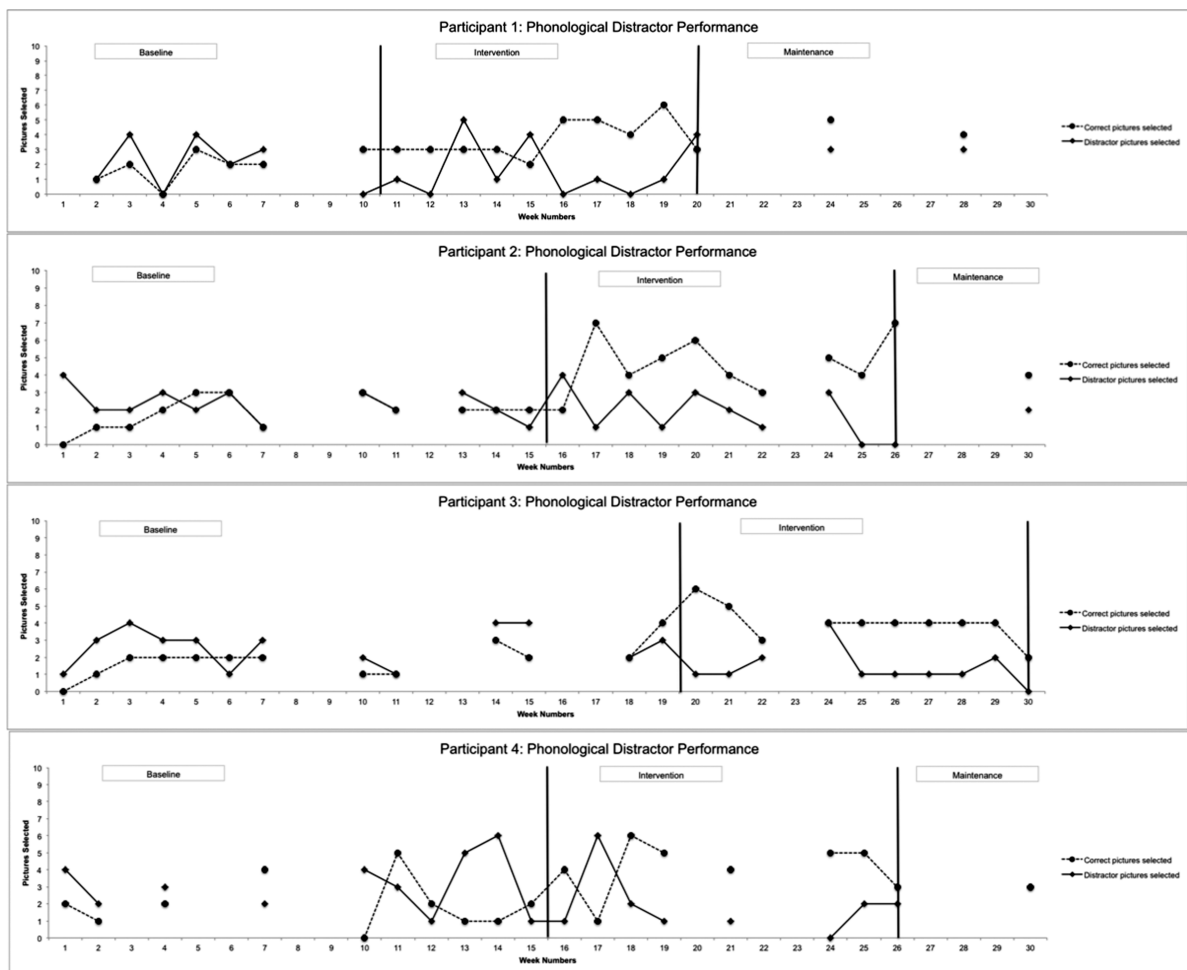 Participant 1: Phonological Distractor Performance
Baseline Intervention Maintenance
Pictures Selected
10
9
8
7
6
5
4
3
2
1
0
Correct pictures selected
Distractor pictures selected
1 2 3 4 5 6 7 8 9 10 11 12 13 14 15 16 17 18 19 20 21 22 23 24 25 26 28 29 30
Week Numbers
Participant 2: Phonological Distractor Performance
Baseline Intervention Maintenance
Pictures Selected
10
9
8
7
6
5
4
3
2
1
0
Correct pictures selected
Distractor pictures selected
1 2 3 4 5 6 7 8 9 10 11 12 13 14 15 16 17 18 19 20 21 22 23 24 25 26 27 28 29 30
Week Numbers
Participant 3: Phonological Distractor Performance
Baseline Intervention
Pictures Selected
10
9
8
7
6
5
4
3
2
1
0
Correct pictures selected
Distractor pictures selected
1 2 3 4 5 6 7 8 9 10 11 12 13 14 15 16 17 18 19 20 21 22 23 24 25 26 27 28 29 30
Week Numbers
Participant 4: Phonological Distractor Performance
Baseline Intervention Maintenance
Pictures Selected
10
9
8
7
6
5
4
3
2
1
0
Correct pictures selected
Distractor pictures selected
1 2 3 4 5 6 7 8 9 10 11 12 13 14 15 16 17 18 19 20 21 22 23 24 25 26 27 28 29 30
Week Numbers